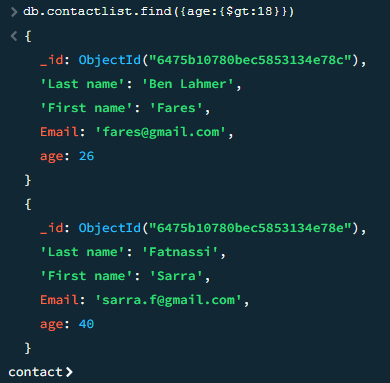 > db.contactlist.find({age:{$gt:18}})
< {
_id: ObjectId("6475b10780bec5853134e78c"),
'Last name': 'Ben Lahmer',
'First name': 'Fares',
Email: 'fares@gmail.com',
age: 26
}
{
_id: ObjectId("6475b10780bec5853134e78e"),
'Last name': 'Fatnassi',
'First name': 'Sarra',
Email: 'sarra.f@gmail.com',
age: 40
}
contact>